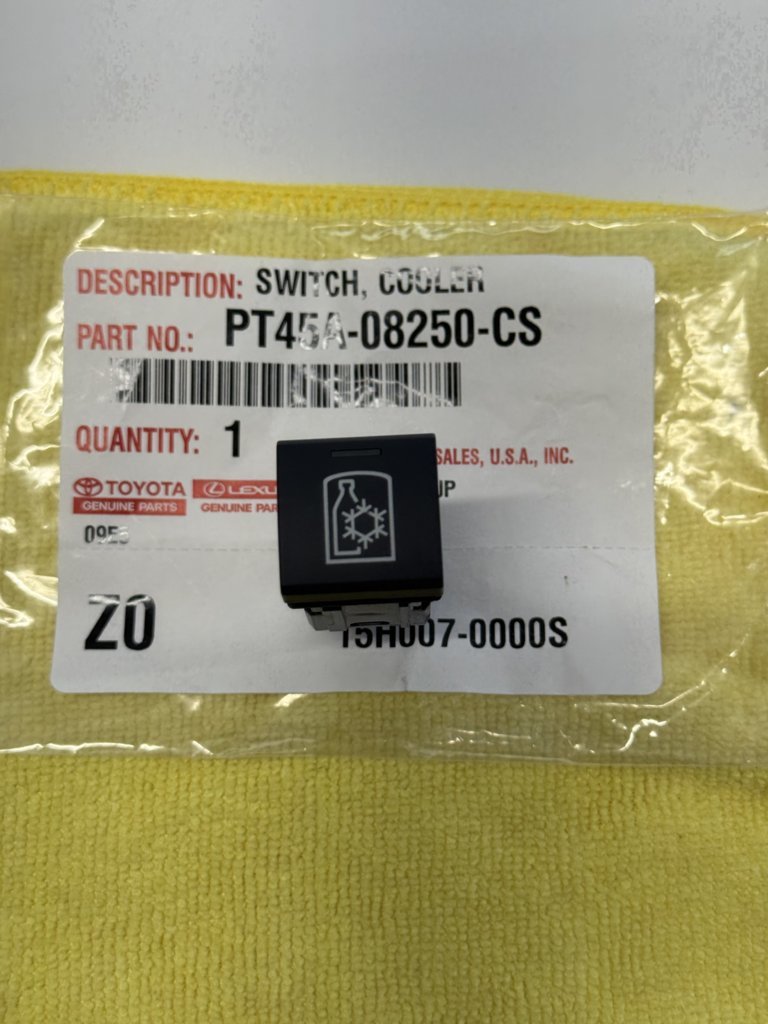 DESCRIPTION: SWITCH, COOLER
PART NO.: PT45A-08250-CS
QUANTITY: 1
SALES, U.S.A., INC.
TOYOTA
GENUINE PARTS
GENUINE
Z0
15H007-0000S